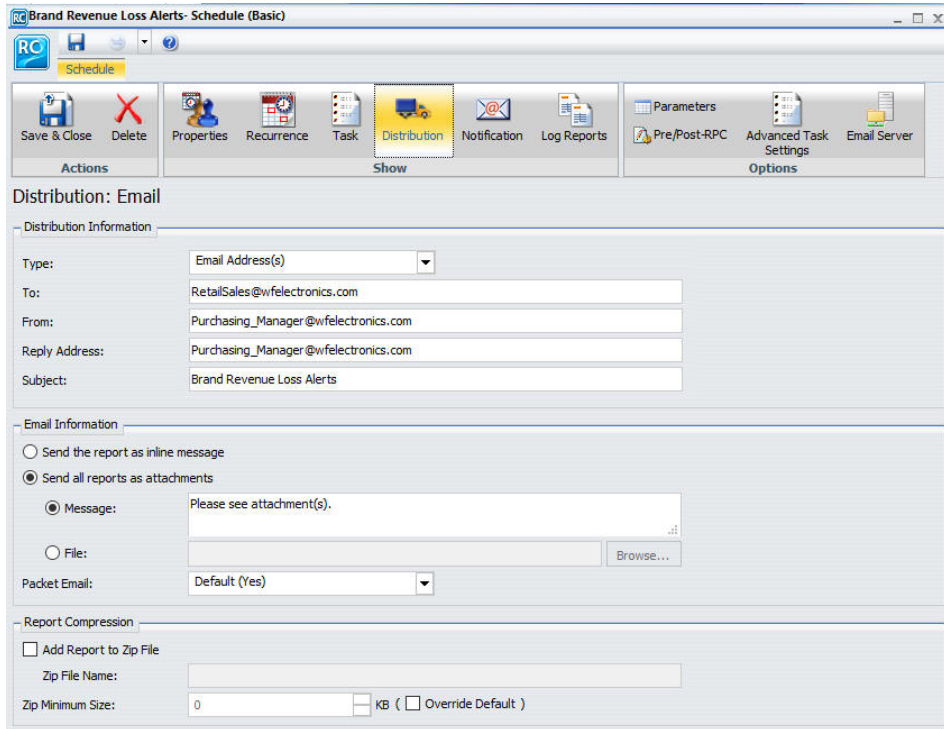 RC Brand Revenue Loss Alerts- Schedule (Basic)
RC
Schedule
Save & Close Delete Properties Recurrence Task Distribution Notification Log Reports Parameters Pre/Post-RPC Advanced Task Settings Email Server
Actions Show Options
Distribution: Email
Distribution Information
Type: Email Address(s)
To: RetailSales@wfelectronics.com
From: Purchasing_Manager@wfelectronics.com
Reply Address: Purchasing_Manager@wfelectronics.com
Subject: Brand Revenue Loss Alerts
Email Information
Send the report as inline message
Send all reports as attachments
Message: Please see attachment(s).
File: Browse...
Packet Email: Default (Yes)
Report Compression
Add Report to Zip File
Zip File Name:
Zip Minimum Size: 0 KB ( Override Default )